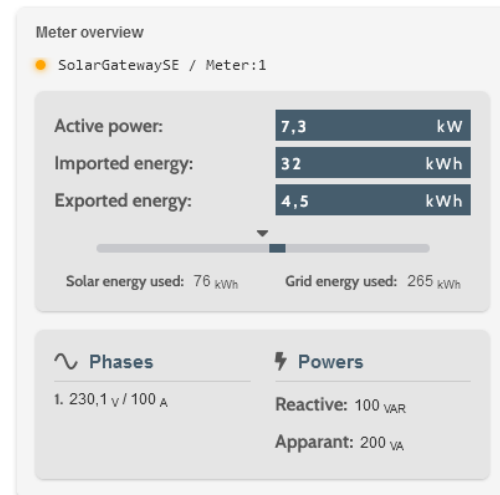 Meter overview
SolarGatewaySE / Meter:1
Active power: 7,3 kW
Imported energy: 32 kWh
Exported energy: 4,5 kWh
Solar energy used: 76 kWh Grid energy used: 265 kWh
Phases
1. 230,1 V / 100 A
Powers
Reactive: 100 VAR
Apparant: 200 VA